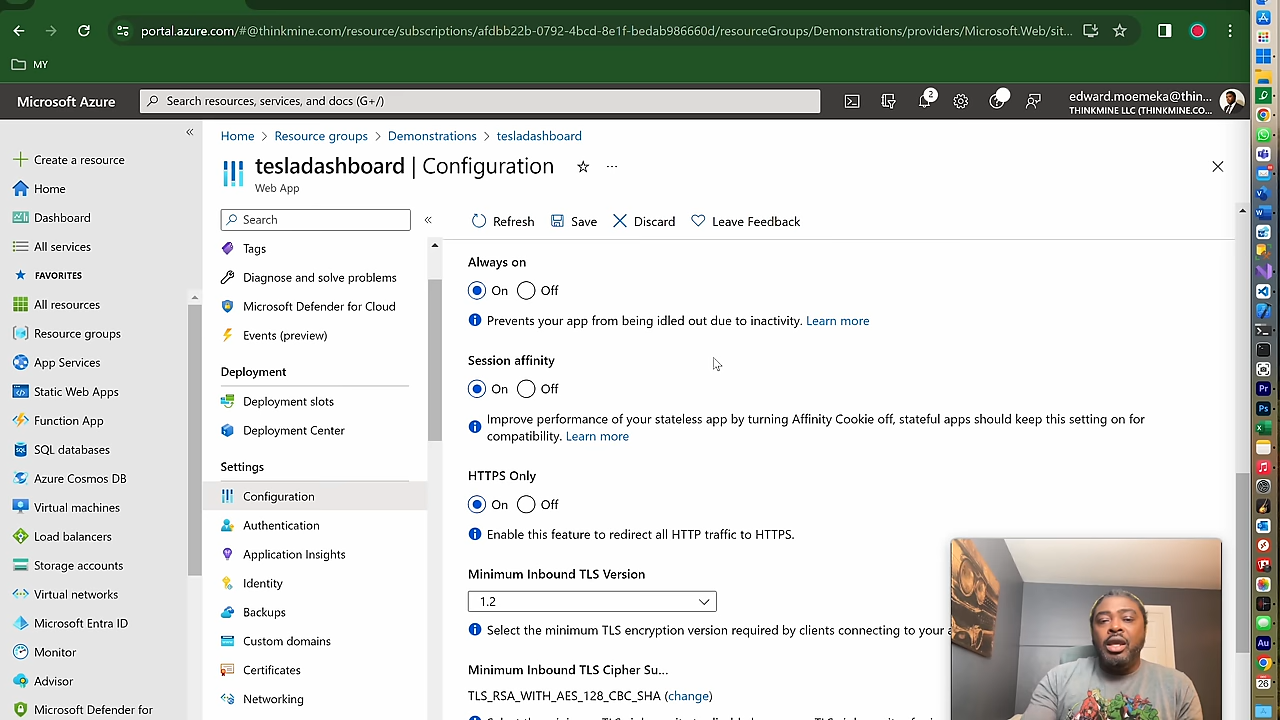 portal.azure.com/#@thinkmine.com/resource/subscriptions/afdbb22b-0792-4bcd-8e1f-bedab986660d/resourceGroups/Demonstrations/providers/Microsoft.Web/sit...
MY
Microsoft Azure
Search resources, services, and docs (G+/)
2
edward.moemeka@thin...
THINKMINE LLC (THINKMINE.CO...
Create a resource
Home
Dashboard
All services
FAVORITES
All resources
Resource groups
App Services
Static Web Apps
Function App
SQL databases
Azure Cosmos DB
Virtual machines
Load balancers
Storage accounts
Virtual networks
Microsoft Entra ID
Monitor
Advisor
Microsoft Defender for
Home > Resource groups > Demonstrations > tesladashboard
tesladashboard | Configuration
Web App
Search
Tags
Diagnose and solve problems
Microsoft Defender for Cloud
Events (preview)
Deployment
Deployment slots
Deployment Center
Settings
Configuration
Authentication
Application Insights
Identity
Backups
Custom domains
Certificates
Networking
Refresh Save Discard Leave Feedback
Always on
On Off
Prevents your app from being idled out due to inactivity. Learn more
Session affinity
On Off
Improve performance of your stateless app by turning Affinity Cookie off, stateful apps should keep this setting on for
compatibility. Learn more
HTTPS Only
On Off
Enable this feature to redirect all HTTP traffic to HTTPS.
Minimum Inbound TLS Version
1.2
Select the minimum TLS encryption version required by clients connecting to your
Minimum Inbound TLS Cipher Su...
TLS_RSA_WITH_AES_128_CBC_SHA (change)
Pr
Ps
Au
26